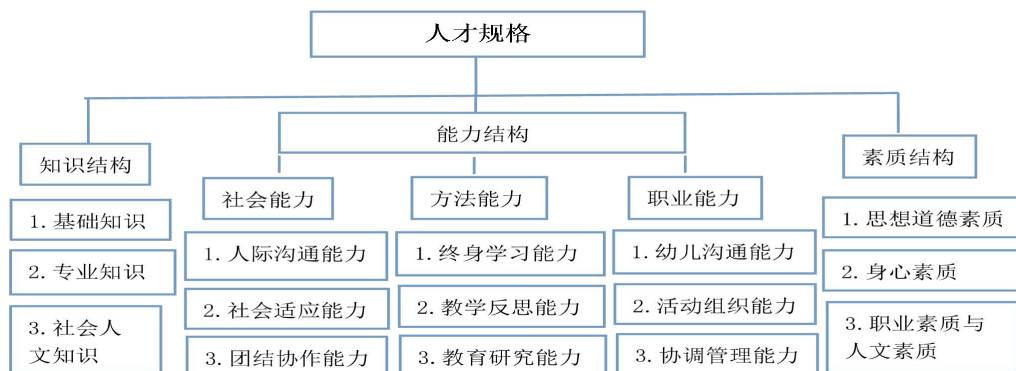 人才规格
能力结构
知识结构
素质结构
社会能力
方法能力
职业能力
1.基础知识
2.专业知识
3.社会人
文知识
1.人际沟通能力
2.社会适应能力
3.团结协作能力
1.终身学习能力
2.教学反思能力
3.教育研究能力
1.幼儿沟通能力
2.活动组织能力
3.协调管理能力
1.思想道德素质
2.身心素质
3.职业素质与
人文素质